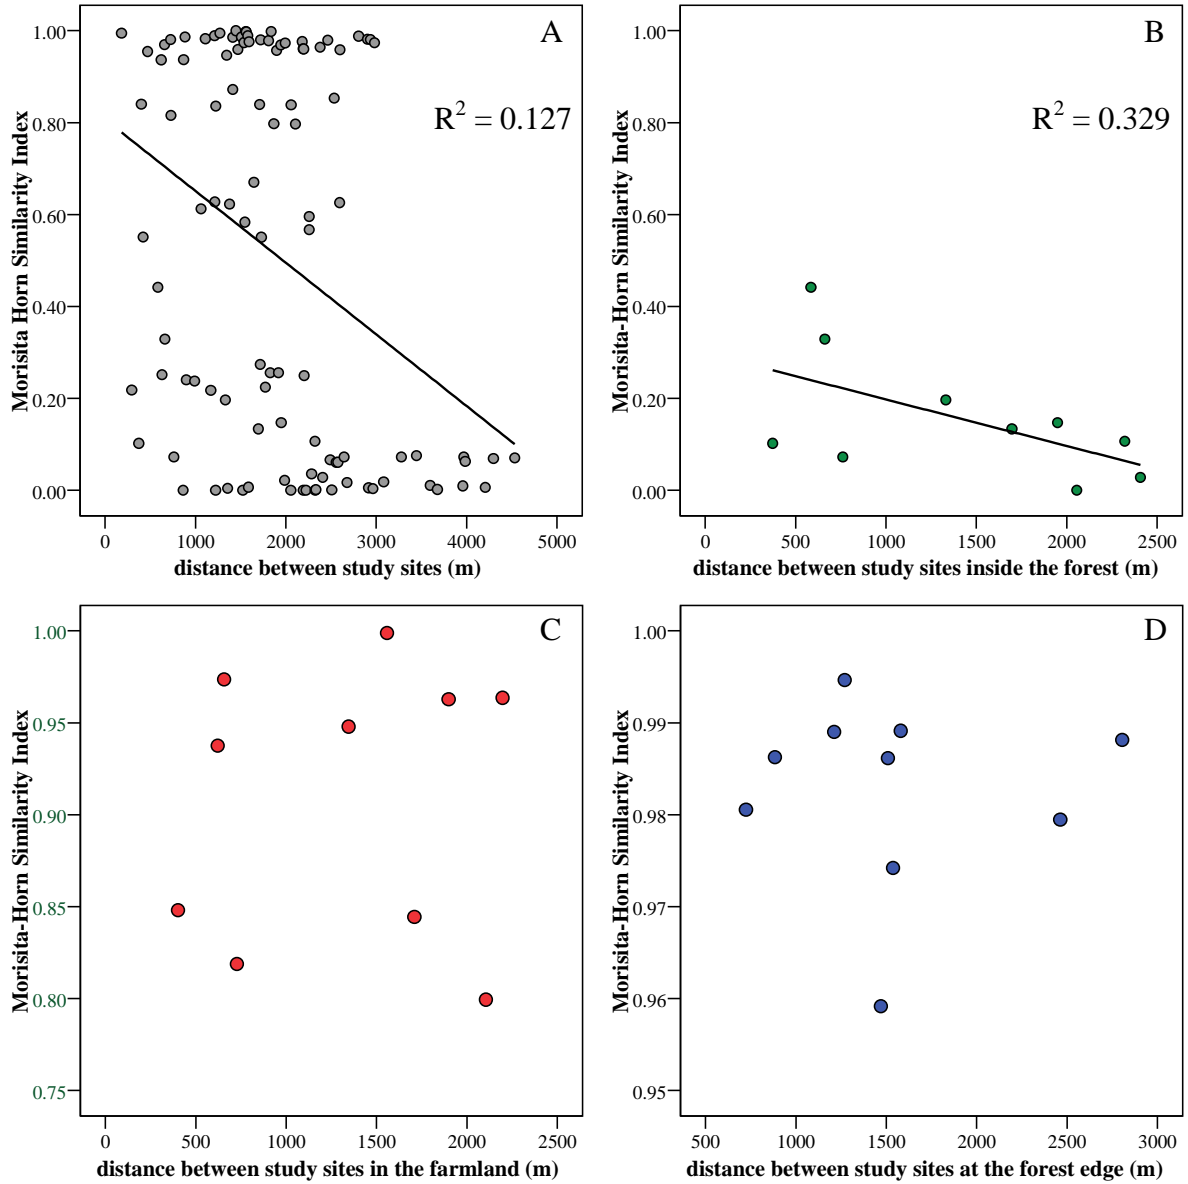 A
R² = 0.127
Morisita Horn Similarity Index
1.00
0.80
0.60
0.40
0.20
0.00
0 1000 2000 3000 4000 5000
distance between study sites (m)
B
R² = 0.329
Morisita-Horn Similarity Index
1.00
0.80
0.60
0.40
0.20
0.00
0 500 1000 1500 2000 2500
distance between study sites inside the forest (m)
C
Morisita-Horn Similarity Index
1.00
0.95
0.90
0.85
0.80
0.75
0 500 1000 1500 2000 2500
distance between study sites in the farmland (m)
D
Morisita-Horn Similarity Index
1.00
0.99
0.98
0.97
0.96
0.95
500 1000 1500 2000 2500 3000
distance between study sites at the forest edge (m)